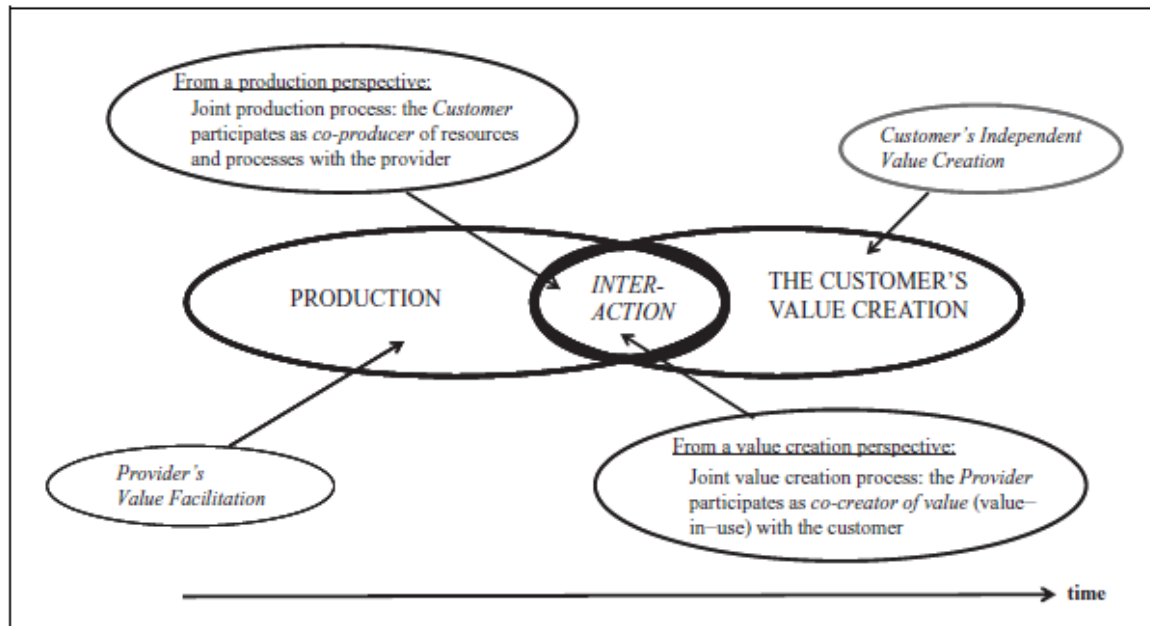 From a production perspective:
Joint production process: the Customer
participates as co-producer of resources
and processes with the provider
Customer's Independent
Value Creation
PRODUCTION
INTER-
ACTION
THE CUSTOMER'S
VALUE CREATION
Provider's
Value Facilitation
From a value creation perspective:
Joint value creation process: the Provider
participates as co-creator of value (value–
in–use) with the customer
time